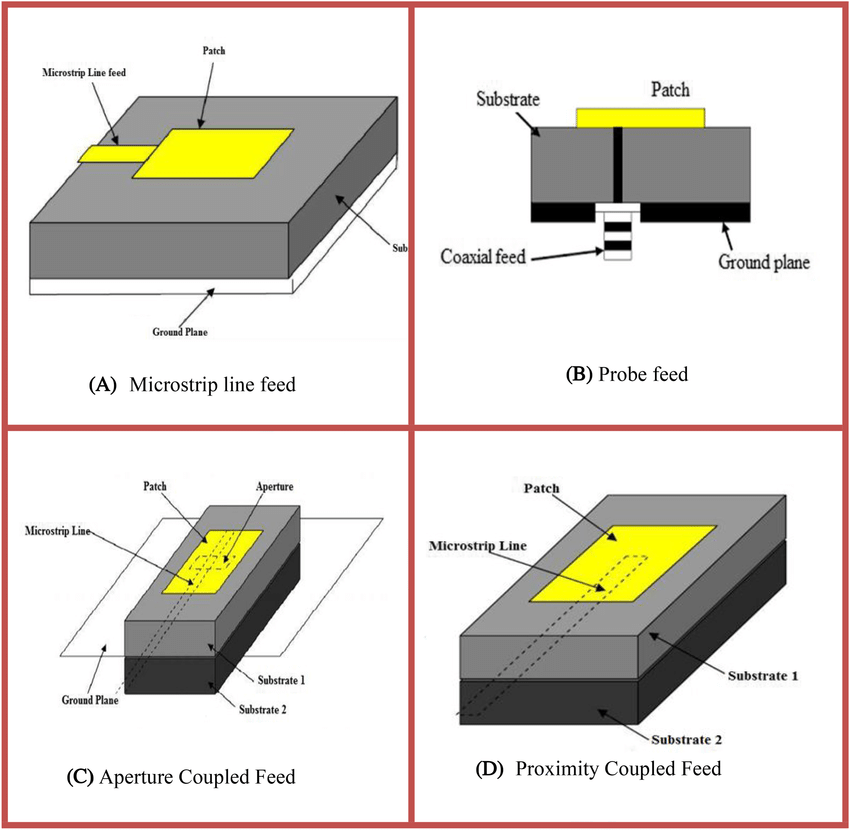 Patch
Microstrip Line feed
Sub
Ground Plane
(A) Microstrip line feed
Patch
Substrate
Coaxial feed
Ground plane
(B) Probe feed
Patch
Aperture
Microstrip Line
Substrate 1
Ground Plane
Substrate 2
(C) Aperture Coupled Feed
Patch
Microstrip Line
Substrate 1
Substrate 2
(D) Proximity Coupled Feed